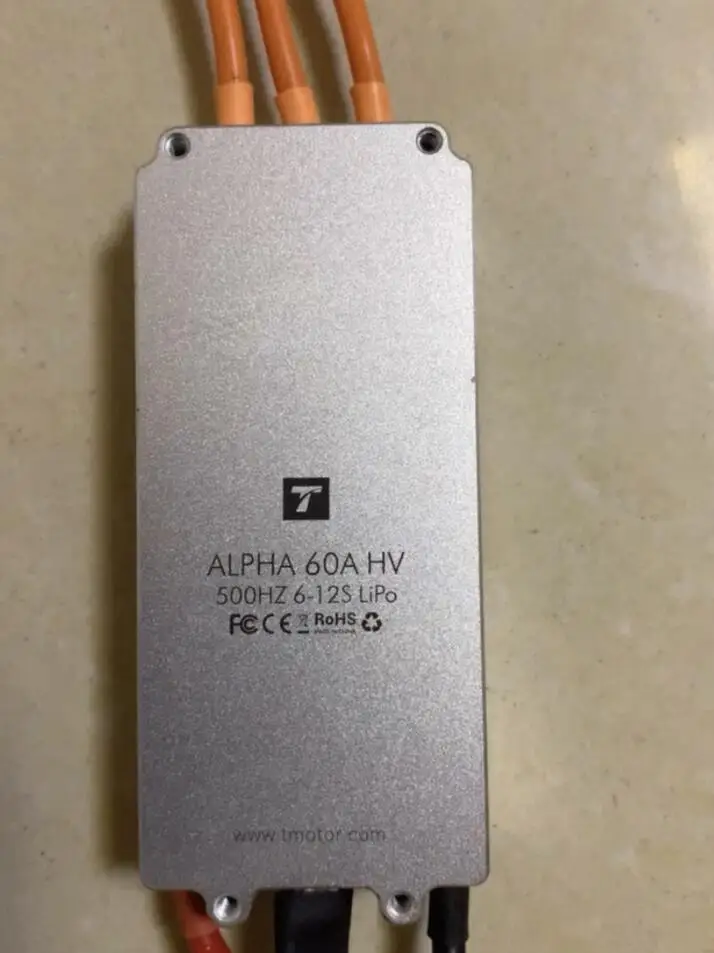 T
ALPHA 60A HV
500HZ 6-12S LiPo
FC CE RoHS
www.tmotor.com